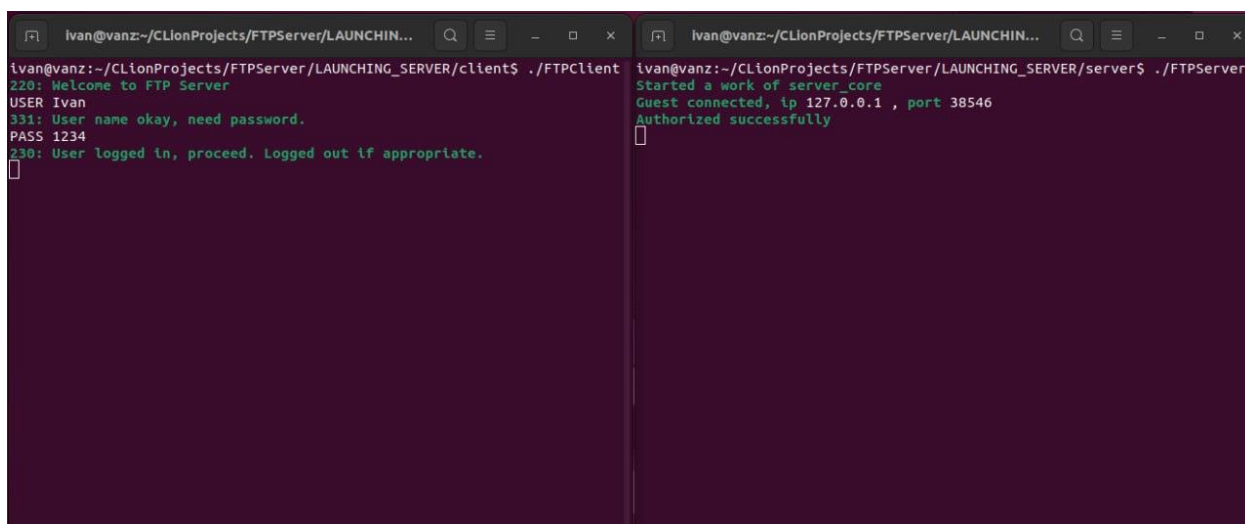 ivan@vanz:~/CLionProjects/FTPServer/LAUNCHIN...
ivan@vanz:~/CLionProjects/FTPServer/LAUNCHING_SERVER/client$ ./FTPClient
220: Welcome to FTP Server
USER Ivan
331: User name okay, need password.
PASS 1234
230: User logged in, proceed. Logged out if appropriate.
ivan@vanz:~/CLionProjects/FTPServer/LAUNCHIN...
ivan@vanz:~/CLionProjects/FTPServer/LAUNCHING_SERVER/server$ ./FTPServer
Started a work of server_core
Guest connected, ip 127.0.0.1 , port 38546
Authorized successfully